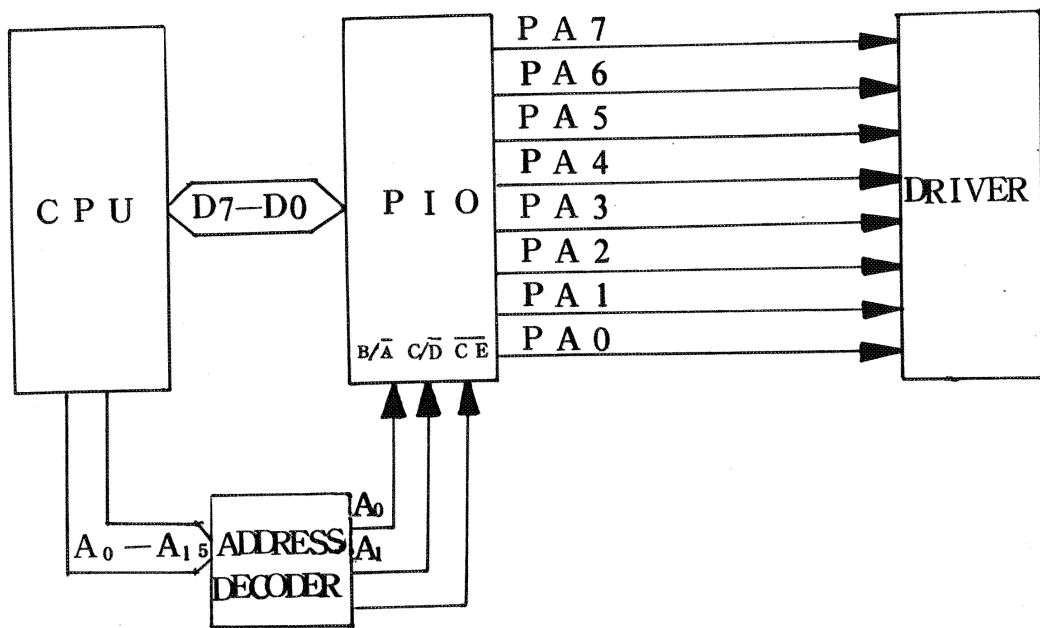 PA7
PA6
PA5
PA4
PA3
PA2
PA1
PA0
CPU
D7—D0
PIO
DRIVER
B/A̅ C/D̅ C̅E̅
A₀
A₁
A₀—A₁₅
ADDRESS
DECODER